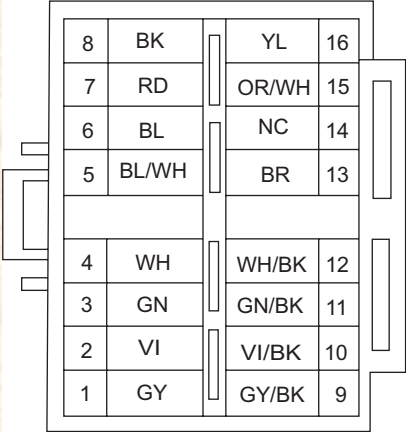 8 BK YL 16
7 RD OR/WH 15
6 BL NC 14
5 BL/WH BR 13
4 WH WH/BK 12
3 GN GN/BK 11
2 VI VI/BK 10
1 GY GY/BK 9